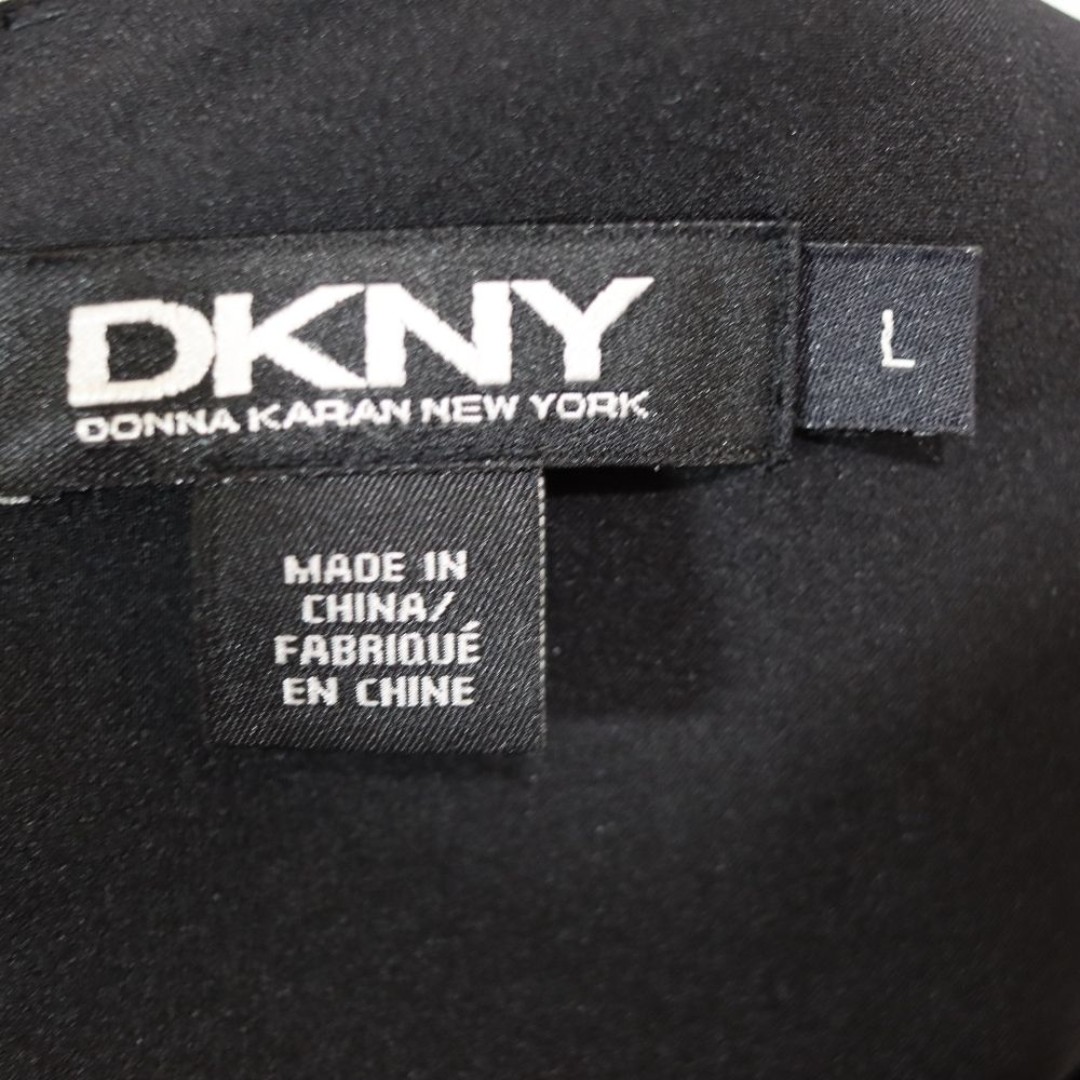 DKNY
DONNA KARAN NEW YORK
L
MADE IN
CHINA/
FABRIQUÉ
EN CHINE